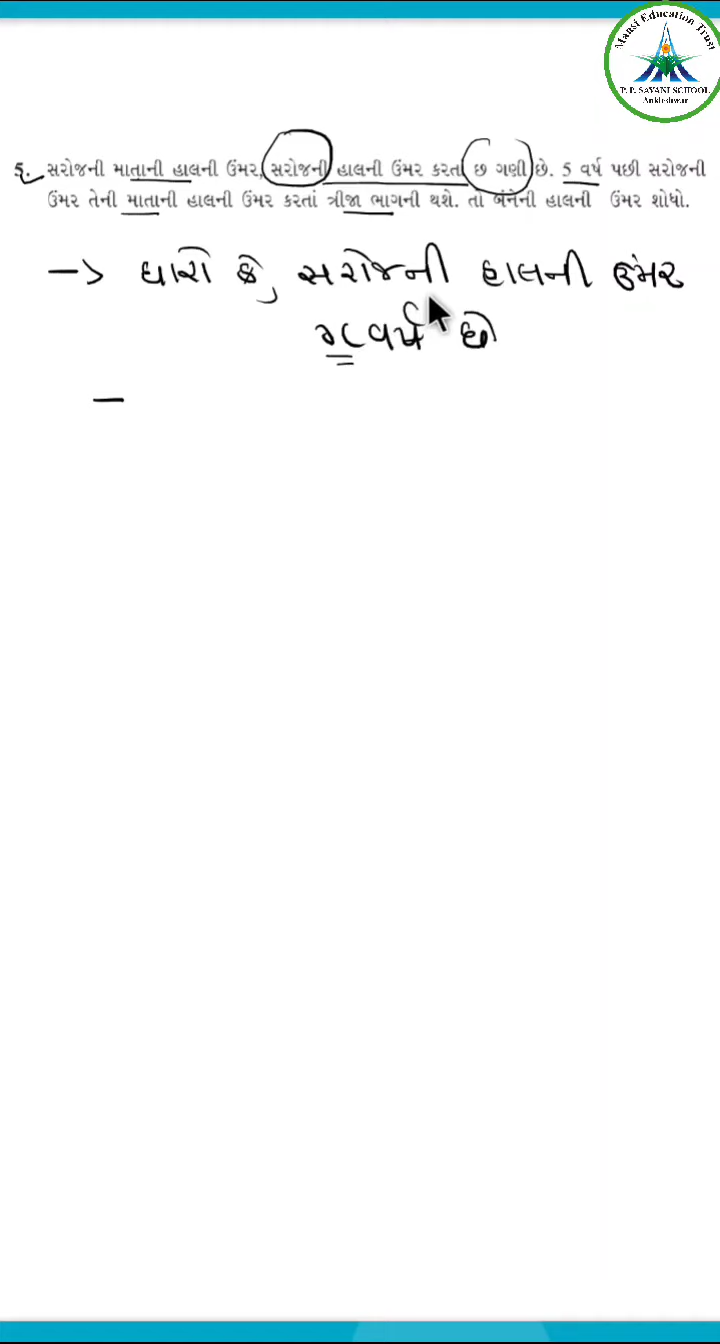 Mansi Education Trust
P. P. SAVANI SCHOOL
Ankleshwar
5. સરોજની માતાની હાલની ઉંમર, સરોજની હાલની ઉંમર કરતાં છ ગણી છે. 5 વર્ષ પછી સરોજની
ઉંમર તેની માતાની હાલની ઉંમર કરતાં ત્રીજા ભાગની થશે. તો બંનેની હાલની ઉંમર શોધો.
-> ધારો કે, સરોજની હાલની ઉંમર
x વર્ષ છે
–